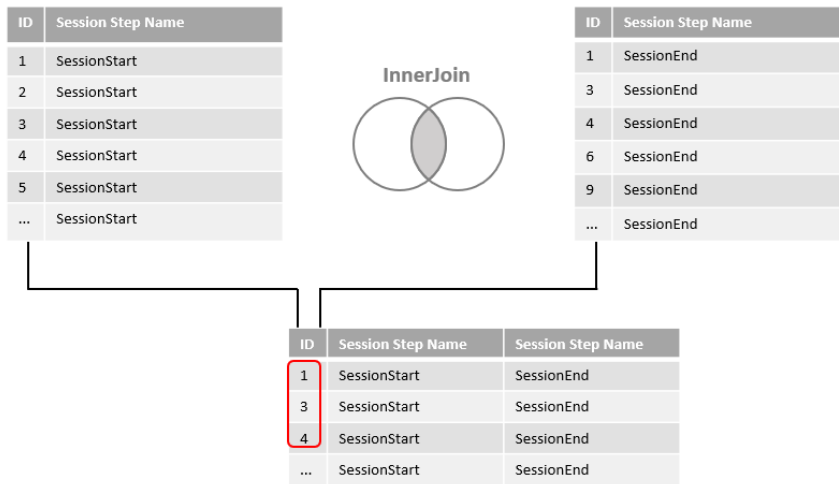 ID Session Step Name
1 SessionStart
2 SessionStart
3 SessionStart
4 SessionStart
5 SessionStart
... SessionStart
InnerJoin
ID Session Step Name
1 SessionEnd
3 SessionEnd
4 SessionEnd
6 SessionEnd
9 SessionEnd
... SessionEnd
ID Session Step Name Session Step Name
1 SessionStart SessionEnd
3 SessionStart SessionEnd
4 SessionStart SessionEnd
... SessionStart SessionEnd